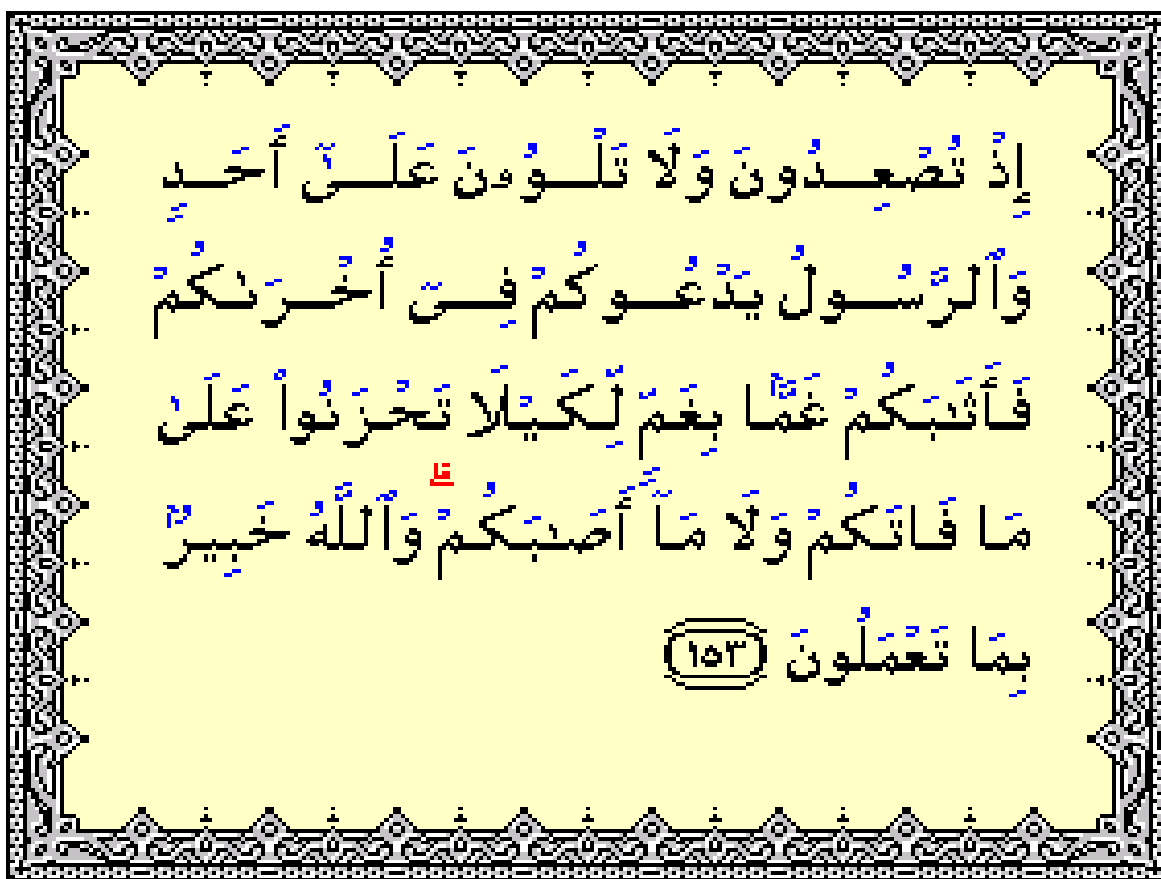 إِذْ تُصْعِدُونَ وَلَا تَلْوُۥنَ عَلَىٰٓ أَحَدٍ
وَٱلرَّسُولُ يَدْعُوكُمْ فِىٓ أُخْرَىٰكُمْ
فَأَثَٰبَكُمْ غَمًّۢا بِغَمٍّ لِّكَيْلَا تَحْزَنُوا۟ عَلَىٰ
مَا فَاتَكُمْ وَلَا مَآ أَصَٰبَكُمْ ۗ وَٱللَّهُ خَبِيرٌۢ
بِمَا تَعْمَلُونَ ١٥٣